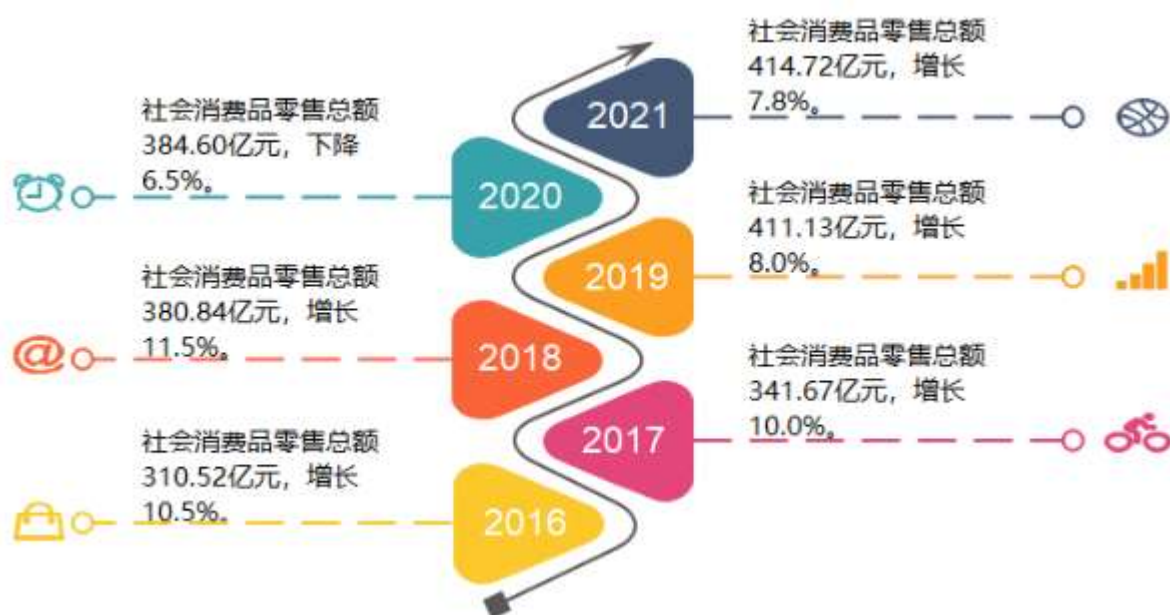 社会消费品零售总额
414.72亿元，增长
7.8%。
2021
社会消费品零售总额
384.60亿元，下降
6.5%。
2020
社会消费品零售总额
411.13亿元，增长
8.0%。
2019
社会消费品零售总额
380.84亿元，增长
11.5%。
@
2018
社会消费品零售总额
341.67亿元，增长
10.0%。
2017
社会消费品零售总额
310.52亿元，增长
10.5%。
2016